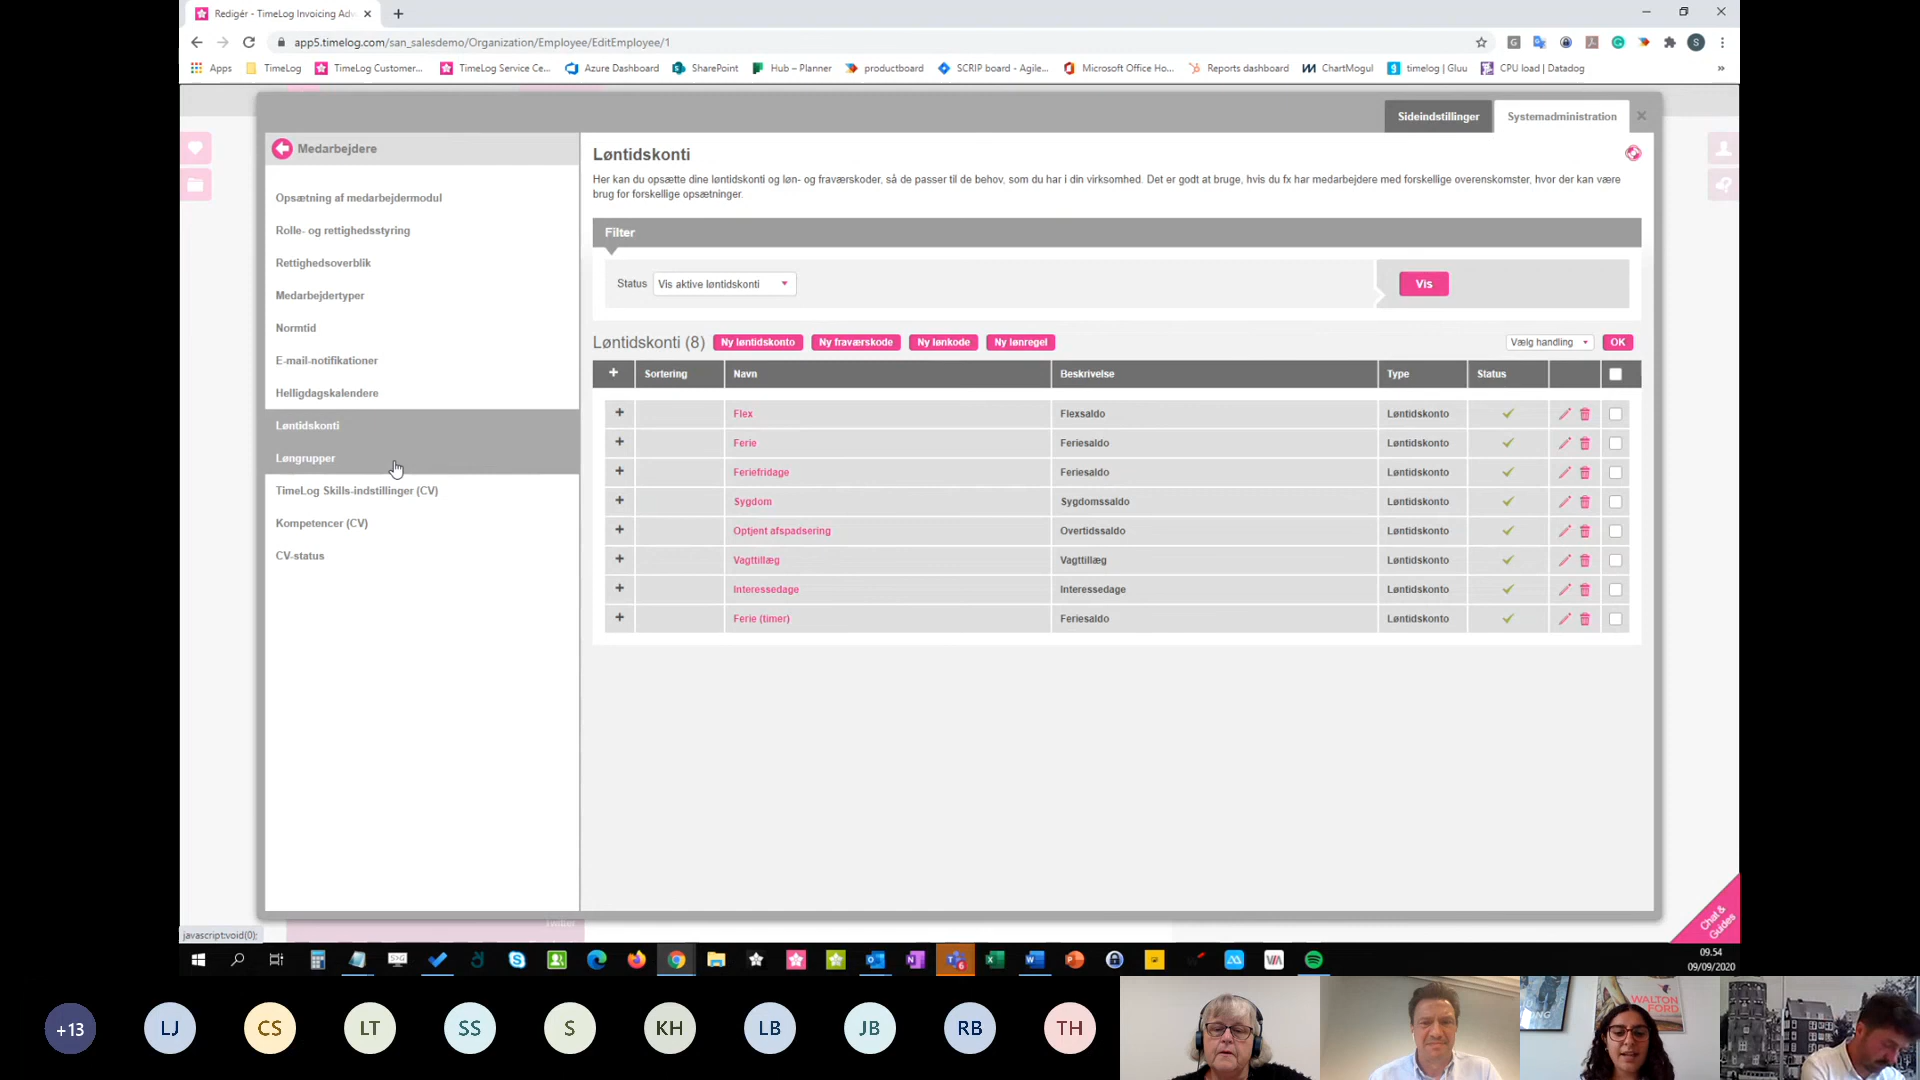 Redigér - TimeLog Invoicing Adv
app5.timelog.com/san_salesdemo/Organization/Employee/EditEmployee/1
Apps
TimeLog
TimeLog Customer...
TimeLog Service Ce...
Azure Dashboard
SharePoint
Hub – Planner
productboard
SCRIP board - Agile...
Microsoft Office Ho...
Reports dashboard
ChartMogul
timelog | Gluu
CPU load | Datadog
Sideindstillinger
Systemadministration
Medarbejdere
Opsætning af medarbejdermodul
Rolle- og rettighedsstyring
Rettighedsoverblik
Medarbejdertyper
Normtid
E-mail-notifikationer
Helligdagskalendere
Løntidskonti
Løngrupper
TimeLog Skills-indstillinger (CV)
Kompetencer (CV)
CV-status
Løntidskonti
Her kan du opsætte dine løntidskonti og løn- og fraværskoder, så de passer til de behov, som du har i din virksomhed. Det er godt at bruge, hvis du fx har medarbejdere med forskellige overenskomster, hvor der kan være
brug for forskellige opsætninger.
Filter
Status Vis aktive løntidskonti
Vis
Løntidskonti (8) Ny løntidskonto Ny fraværskode Ny lønkode Ny lønregel Vælg handling OK
+ Sortering Navn Beskrivelse Type Status
+ Flex Flexsaldo Løntidskonto
+ Ferie Feriesaldo Løntidskonto
+ Feriefridage Feriesaldo Løntidskonto
+ Sygdom Sygdomssaldo Løntidskonto
+ Optjent afspadsering Overtidssaldo Løntidskonto
+ Vagttillæg Vagttillæg Løntidskonto
+ Interessedage Interessedage Løntidskonto
+ Ferie (timer) Feriesaldo Løntidskonto
Twitter
Chat &
Guides
javascript:void(0);
09.54
09/09/2020
+13
LJ
CS
LT
SS
S
KH
LB
JB
RB
TH
WALTON
FORD